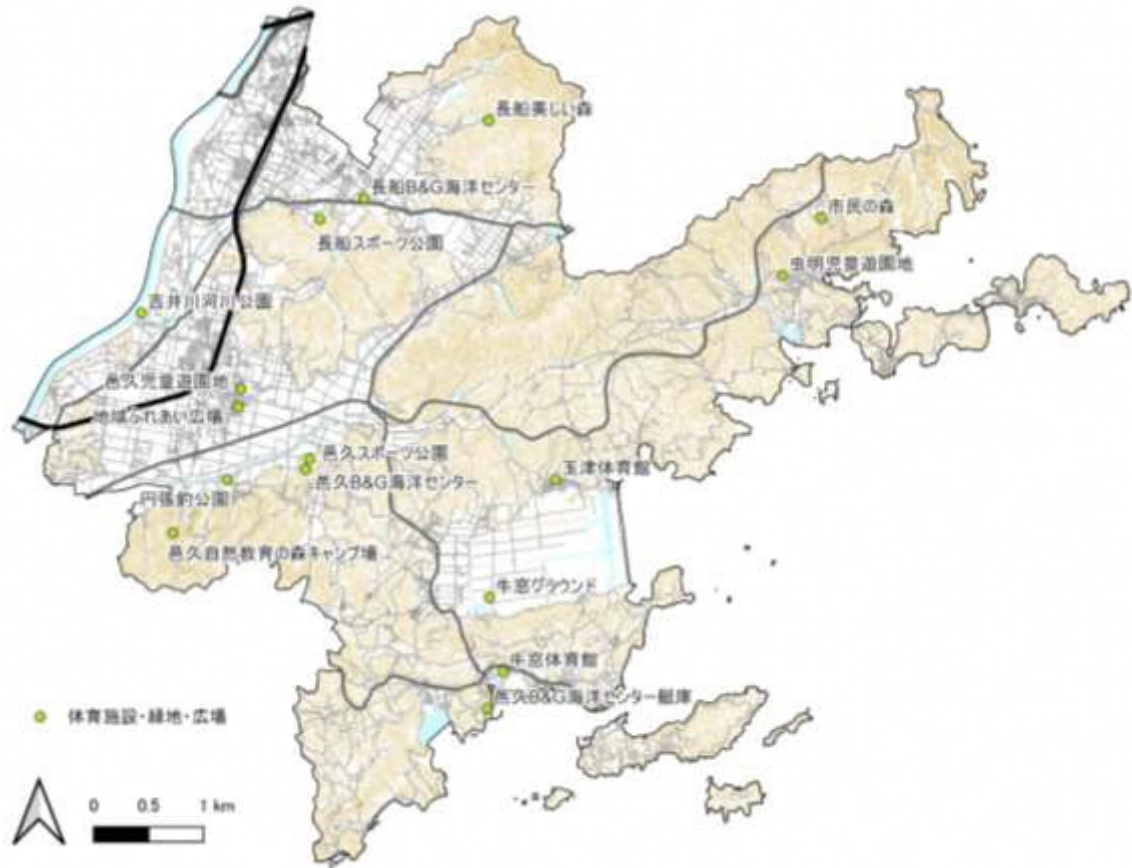 長船美しい森
長船B&G海洋センター
長船スポーツ公園
市民の森
虫明児童遊園地
吉井川河川公園
邑久児童遊園地
地域ふれあい広場
邑久スポーツ公園
邑久B&G海洋センター
玉津体育館
円張釣公園
邑久自然教育の森キャンプ場
牛窓グラウンド
牛窓体育館
邑久B&G海洋センター艇庫
体育施設・緑地・広場
0 0.5 1 km